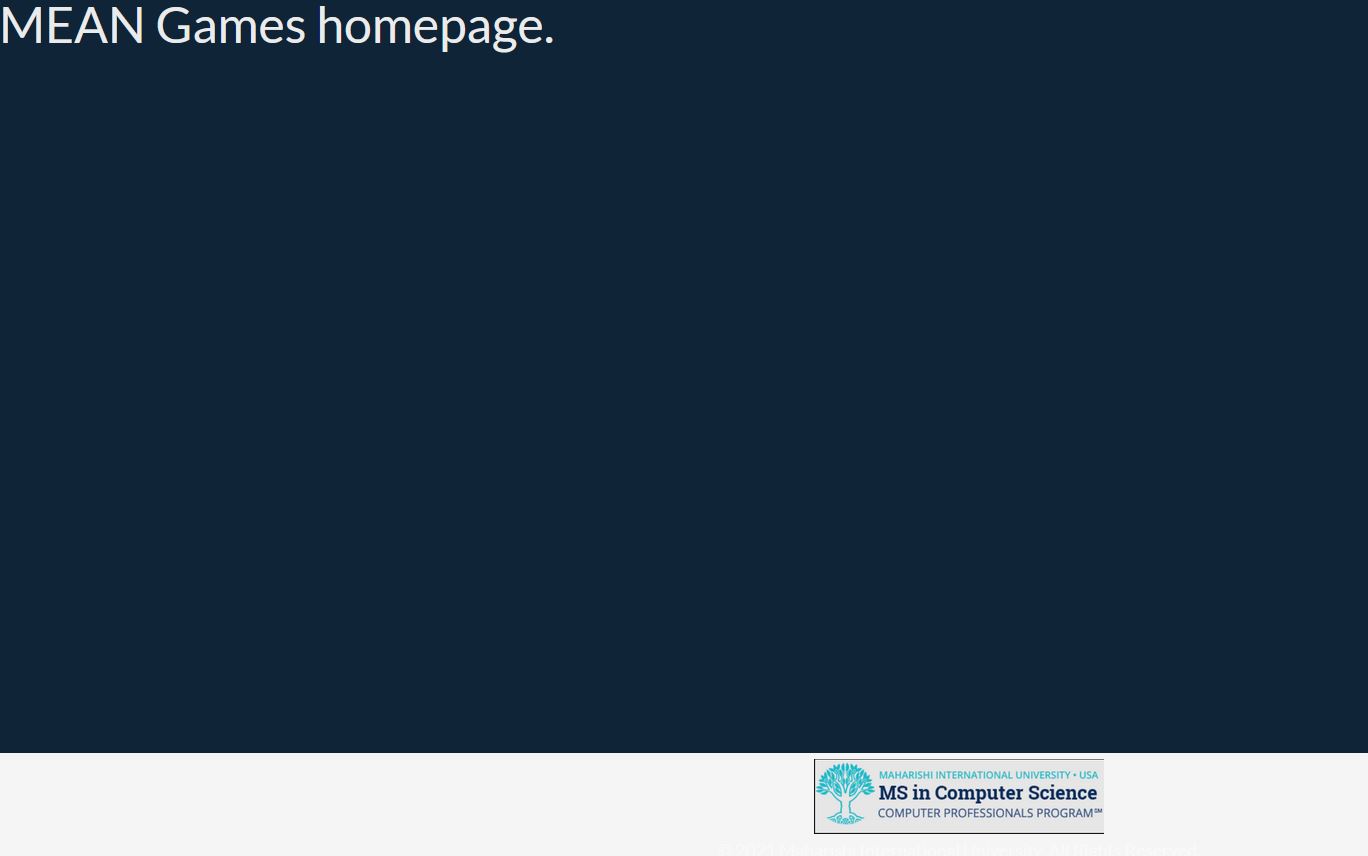 MEAN Games homepage.
MAHARISHI INTERNATIONAL UNIVERSITY • USA
MS in Computer Science
COMPUTER PROFESSIONALS PROGRAM℠
© 2021 Maharishi International University. All Rights Reserved.